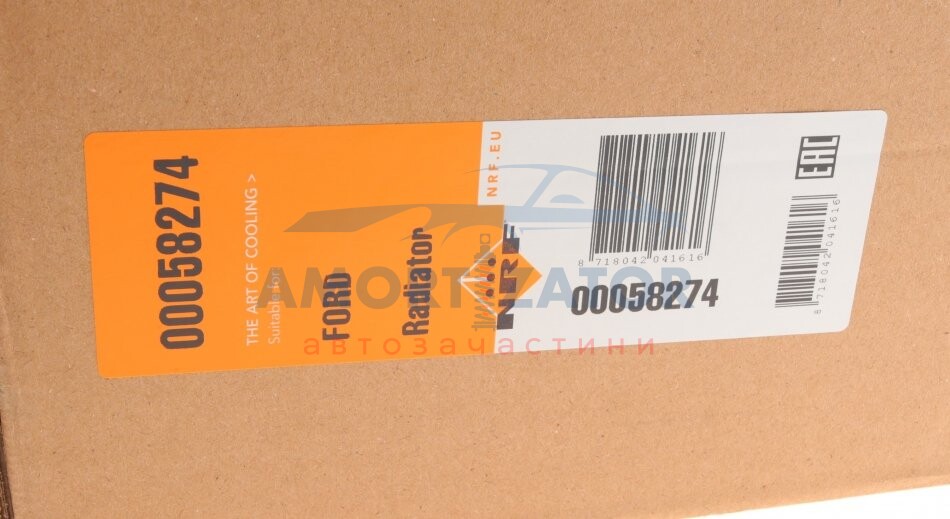 00058274
THE ART OF COOLING >
Suitable for:
FORD
Radiator
NRF.EU
NRF
8 718042 041616
00058274
EAC
8 718042 041616
AMORTIZATOR
автозапчастини